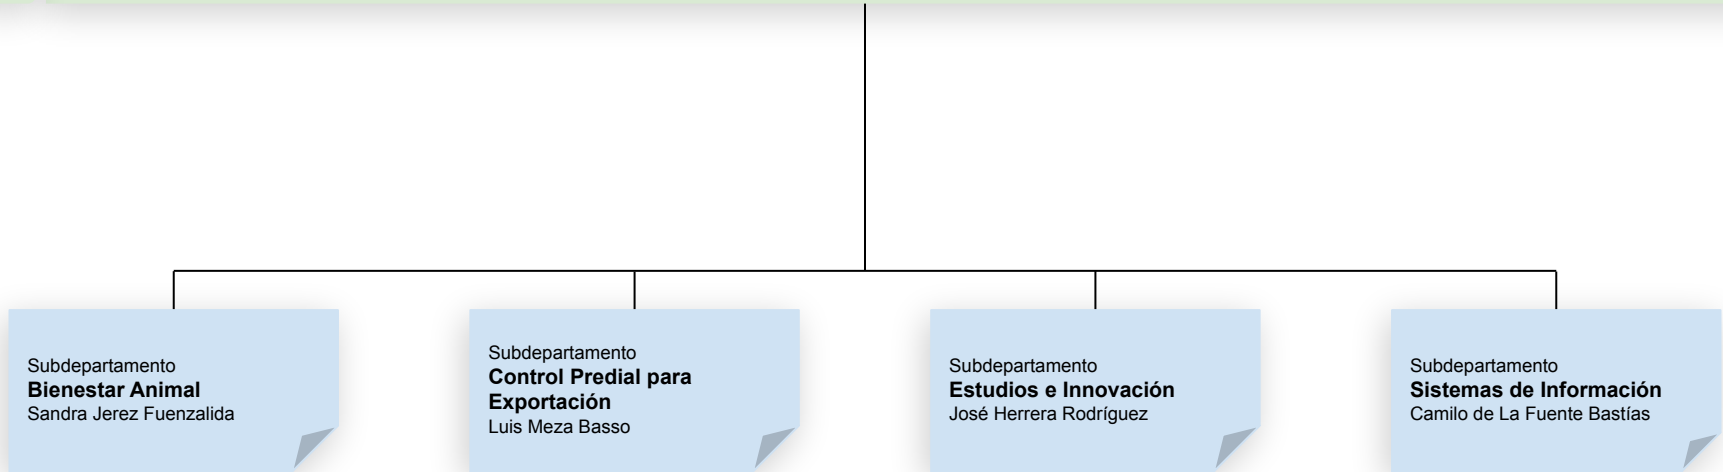 Subdepartamento
Bienestar Animal
Sandra Jerez Fuenzalida
Subdepartamento
Control Predial para
Exportación
Luis Meza Basso
Subdepartamento
Estudios e Innovación
José Herrera Rodríguez
Subdepartamento
Sistemas de Información
Camilo de La Fuente Bastías